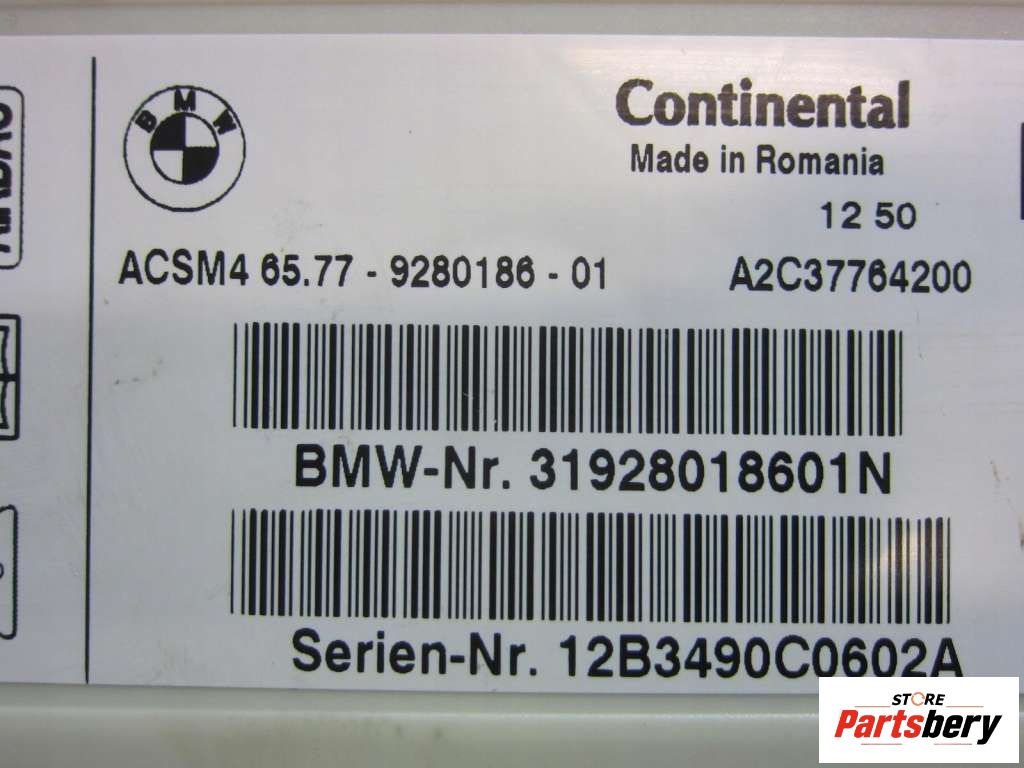 AIRBAG
BMW
Continental
Made in Romania
12 50
ACSM4 65.77 - 9280186 - 01 A2C37764200
BMW-Nr. 31928018601N
Serien-Nr. 12B3490C0602A
STORE
Partsbery